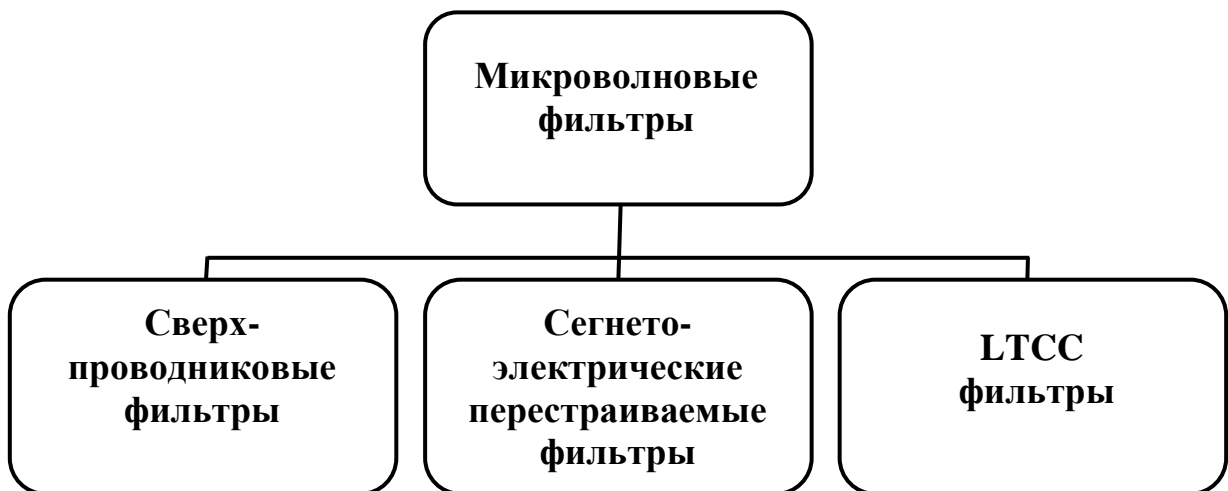 Микроволновые
фильтры
Сверх-
проводниковые
фильтры
Сегнето-
электрические
перестраиваемые
фильтры
LTCC
фильтры